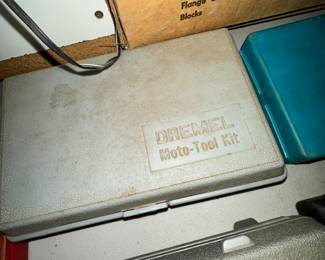 Flange
Blocks
DREMEL
Moto-Tool Kit